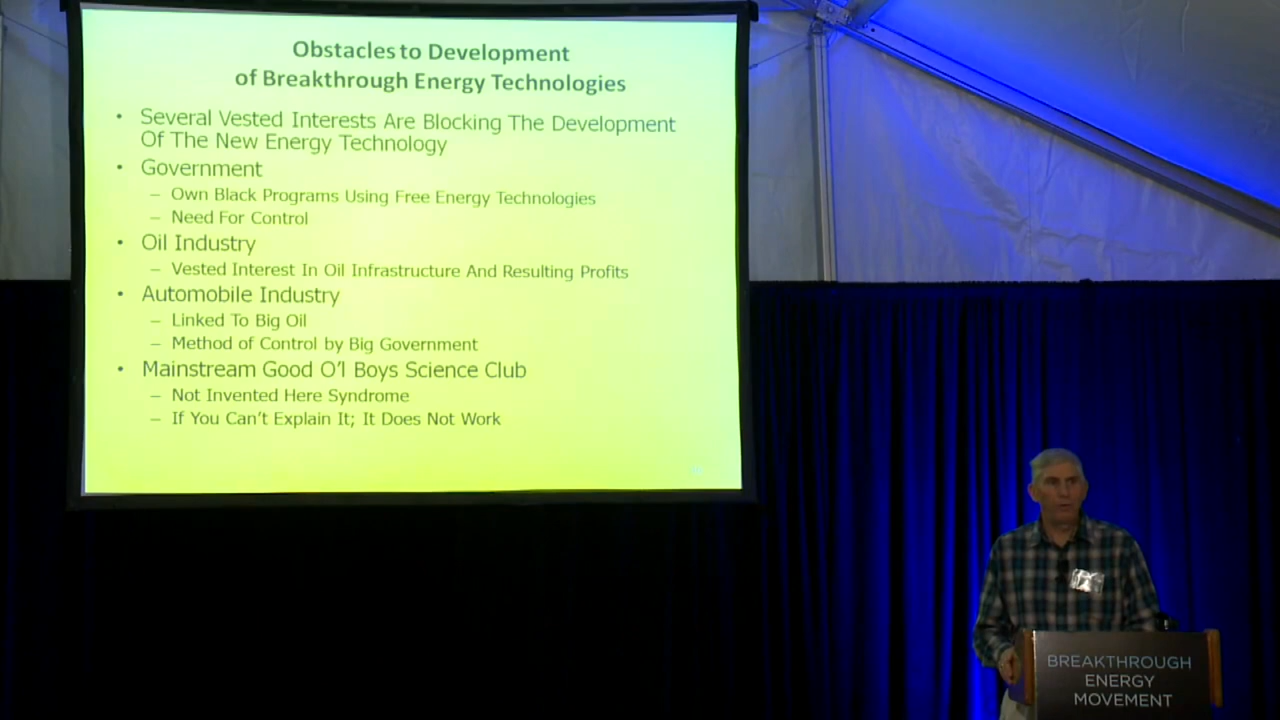 Obstacles to Development
of Breakthrough Energy Technologies
• Several Vested Interests Are Blocking The Development
Of The New Energy Technology
• Government
– Own Black Programs Using Free Energy Technologies
– Need For Control
• Oil Industry
– Vested Interest In Oil Infrastructure And Resulting Profits
• Automobile Industry
– Linked To Big Oil
– Method of Control by Big Government
• Mainstream Good O'l Boys Science Club
– Not Invented Here Syndrome
– If You Can't Explain It; It Does Not Work
BREAKTHROUGH
ENERGY
MOVEMENT